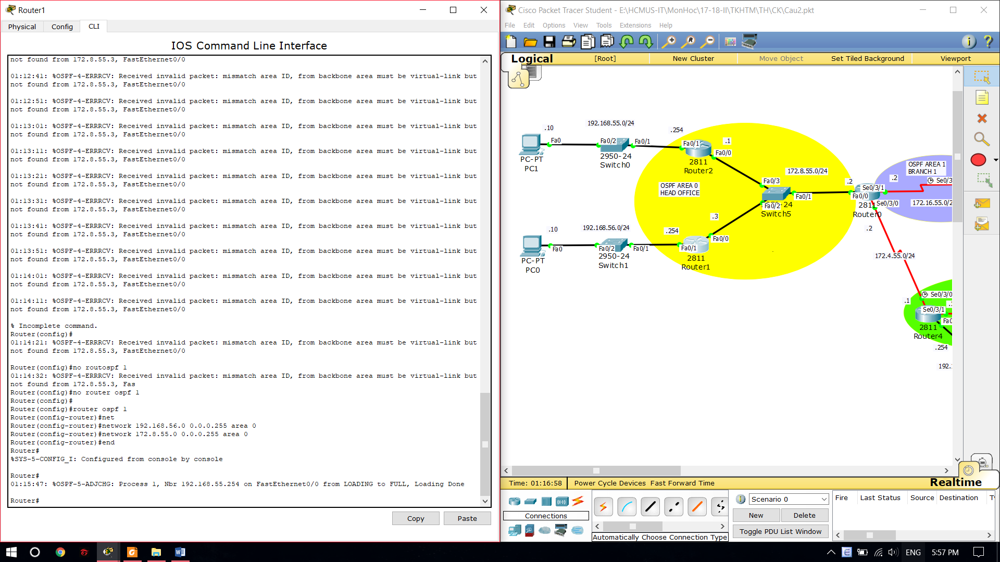 Router1
Physical
Config
CLI
IOS Command Line Interface
not found from 172.8.55.3, FastEthernet0/0
01:12:41: %OSPF-4-ERRRCV: Received invalid packet: mismatch area ID, from backbone area must be virtual-link but
not found from 172.8.55.3, FastEthernet0/0
01:12:51: %OSPF-4-ERRRCV: Received invalid packet: mismatch area ID, from backbone area must be virtual-link but
not found from 172.8.55.3, FastEthernet0/0
01:13:01: %OSPF-4-ERRRCV: Received invalid packet: mismatch area ID, from backbone area must be virtual-link but
not found from 172.8.55.3, FastEthernet0/0
01:13:11: %OSPF-4-ERRRCV: Received invalid packet: mismatch area ID, from backbone area must be virtual-link but
not found from 172.8.55.3, FastEthernet0/0
01:13:21: %OSPF-4-ERRRCV: Received invalid packet: mismatch area ID, from backbone area must be virtual-link but
not found from 172.8.55.3, FastEthernet0/0
01:13:31: %OSPF-4-ERRRCV: Received invalid packet: mismatch area ID, from backbone area must be virtual-link but
not found from 172.8.55.3, FastEthernet0/0
01:13:41: %OSPF-4-ERRRCV: Received invalid packet: mismatch area ID, from backbone area must be virtual-link but
not found from 172.8.55.3, FastEthernet0/0
01:13:51: %OSPF-4-ERRRCV: Received invalid packet: mismatch area ID, from backbone area must be virtual-link but
not found from 172.8.55.3, FastEthernet0/0
01:14:01: %OSPF-4-ERRRCV: Received invalid packet: mismatch area ID, from backbone area must be virtual-link but
not found from 172.8.55.3, FastEthernet0/0
01:14:11: %OSPF-4-ERRRCV: Received invalid packet: mismatch area ID, from backbone area must be virtual-link but
not found from 172.8.55.3, FastEthernet0/0
% Incomplete command.
Router(config)#
01:14:21: %OSPF-4-ERRRCV: Received invalid packet: mismatch area ID, from backbone area must be virtual-link but
not found from 172.8.55.3, FastEthernet0/0
Router(config)#no routospf 1
01:14:32: %OSPF-4-ERRRCV: Received invalid packet: mismatch area ID, from backbone area must be virtual-link but
not found from 172.8.55.3, Fas
Router(config)#no router ospf 1
Router(config)#
Router(config)#router ospf 1
Router(config-router)#net
Router(config-router)#network 192.168.56.0 0.0.0.255 area 0
Router(config-router)#network 172.8.55.0 0.0.0.255 area 0
Router(config-router)#end
Router#
%SYS-5-CONFIG_I: Configured from console by console
Router#
01:15:47: %OSPF-5-ADJCHG: Process 1, Nbr 192.168.55.254 on FastEthernet0/0 from LOADING to FULL, Loading Done
Router#
Copy
Paste
Cisco Packet Tracer Student - E:\HCMUS-IT\MonHoc\17-18-II\TKHTM\TH\CK\Cau2.pkt
File Edit Options View Tools Extensions Help
Logical
[Root]
New Cluster
Move Object
Set Tiled Background
Viewport
.10
192.168.55.0/24
.254
Fa0
Fa0/2
Fa0/1
Fa0/1
.1
Fa0/0
PC-PT
PC1
2950-24
Switch0
2811
Router2
OSPF AREA 0
HEAD OFFICE
172.8.55.0/24
Fa0/3
Fa0/1
Fa0/2
-24
Switch5
.2
Fa0/0
Se0/3/1
Se0/3/0
2811
Router0
.2
OSPF AREA 1
BRANCH 1
.2
Se0/3
172.16.55.0/2
.10
192.168.56.0/24
.254
.3
Fa0
Fa0/2
Fa0/1
Fa0/1
Fa0/0
PC-PT
PC0
2950-24
Switch1
2811
Router1
172.4.55.0/24
.1
Se0/3/0
Se0/3/1
Fa0
2811
Router4
.254
192.
Time: 01:16:58
Power Cycle Devices Fast Forward Time
Realtime
Connections
Automatically Choose Connection Type
Scenario 0
New
Delete
Toggle PDU List Window
Fire
Last Status
Source
Destination
ENG
5:57 PM